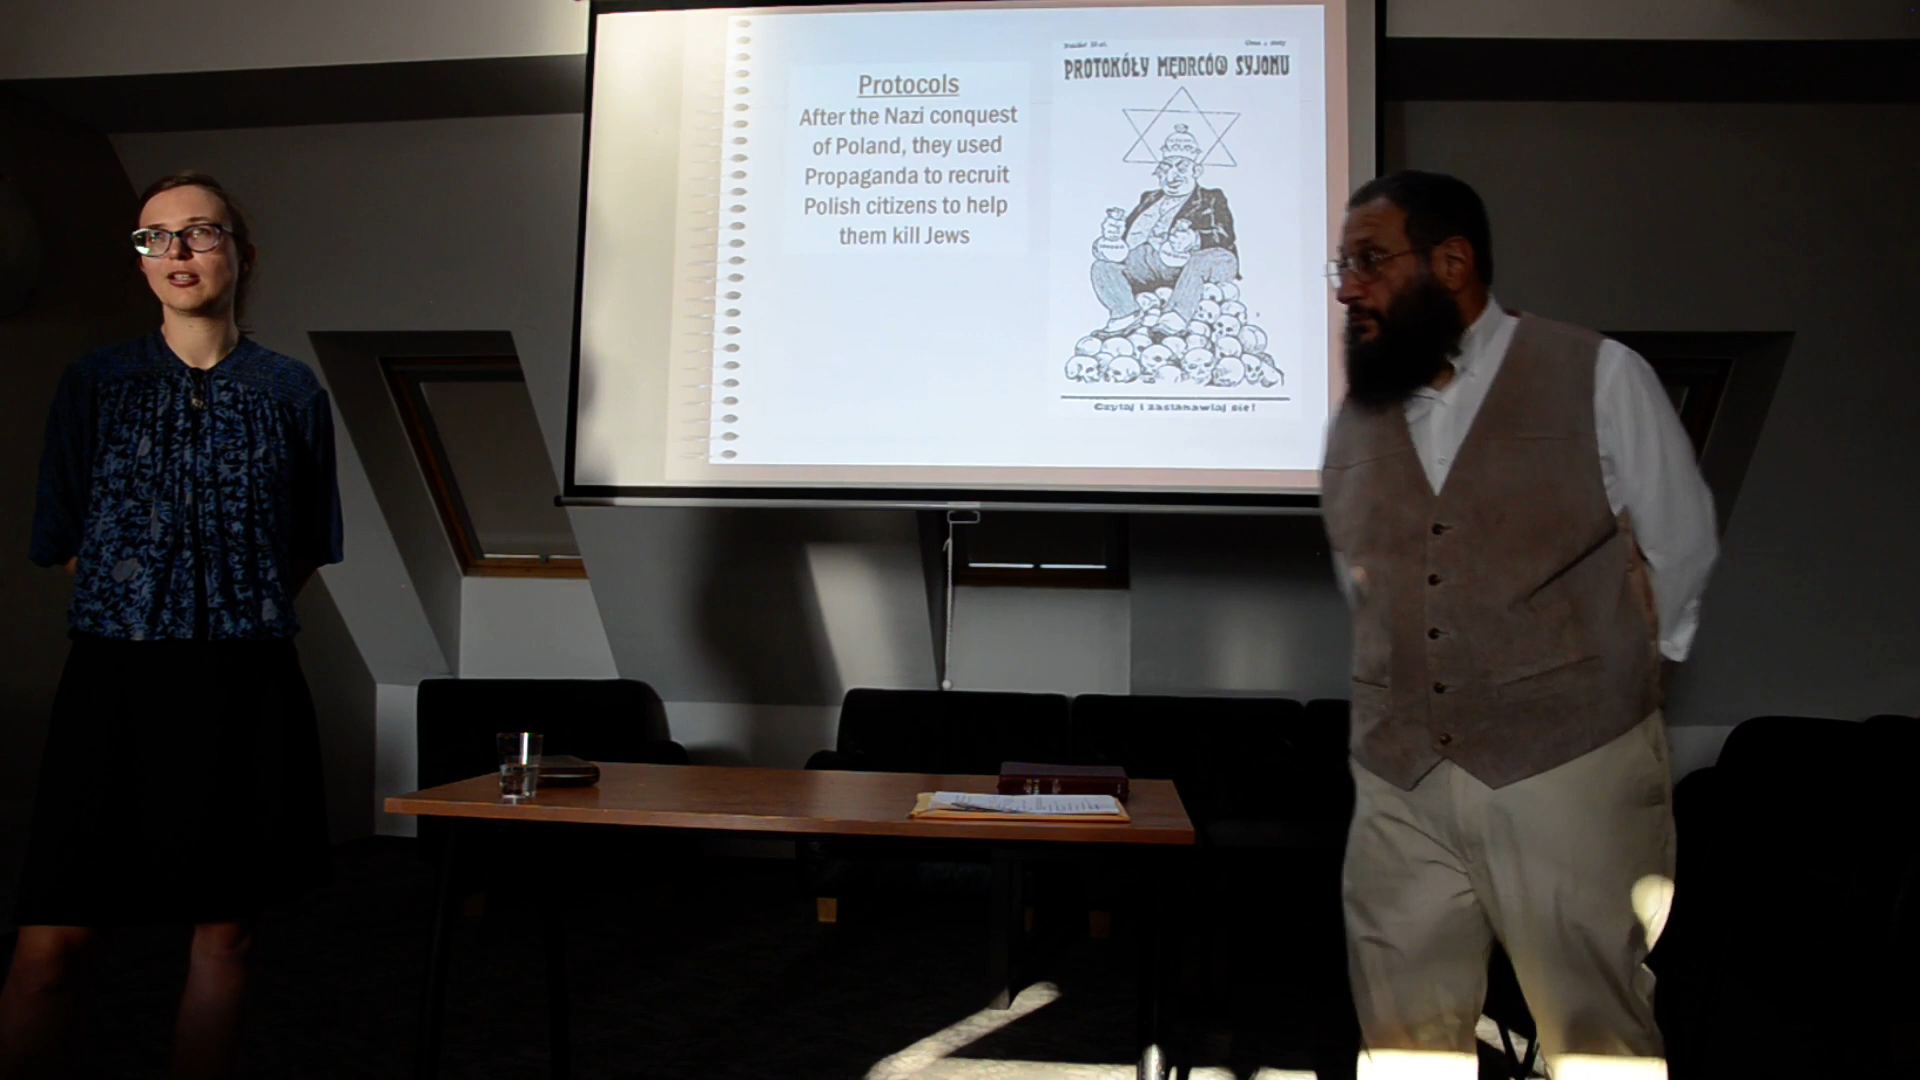 Protocols
After the Nazi conquest
of Poland, they used
Propaganda to recruit
Polish citizens to help
them kill Jews
PROTOKÓŁY MĘDRCÓW SYJONU
Czytaj i zastanawiaj się!